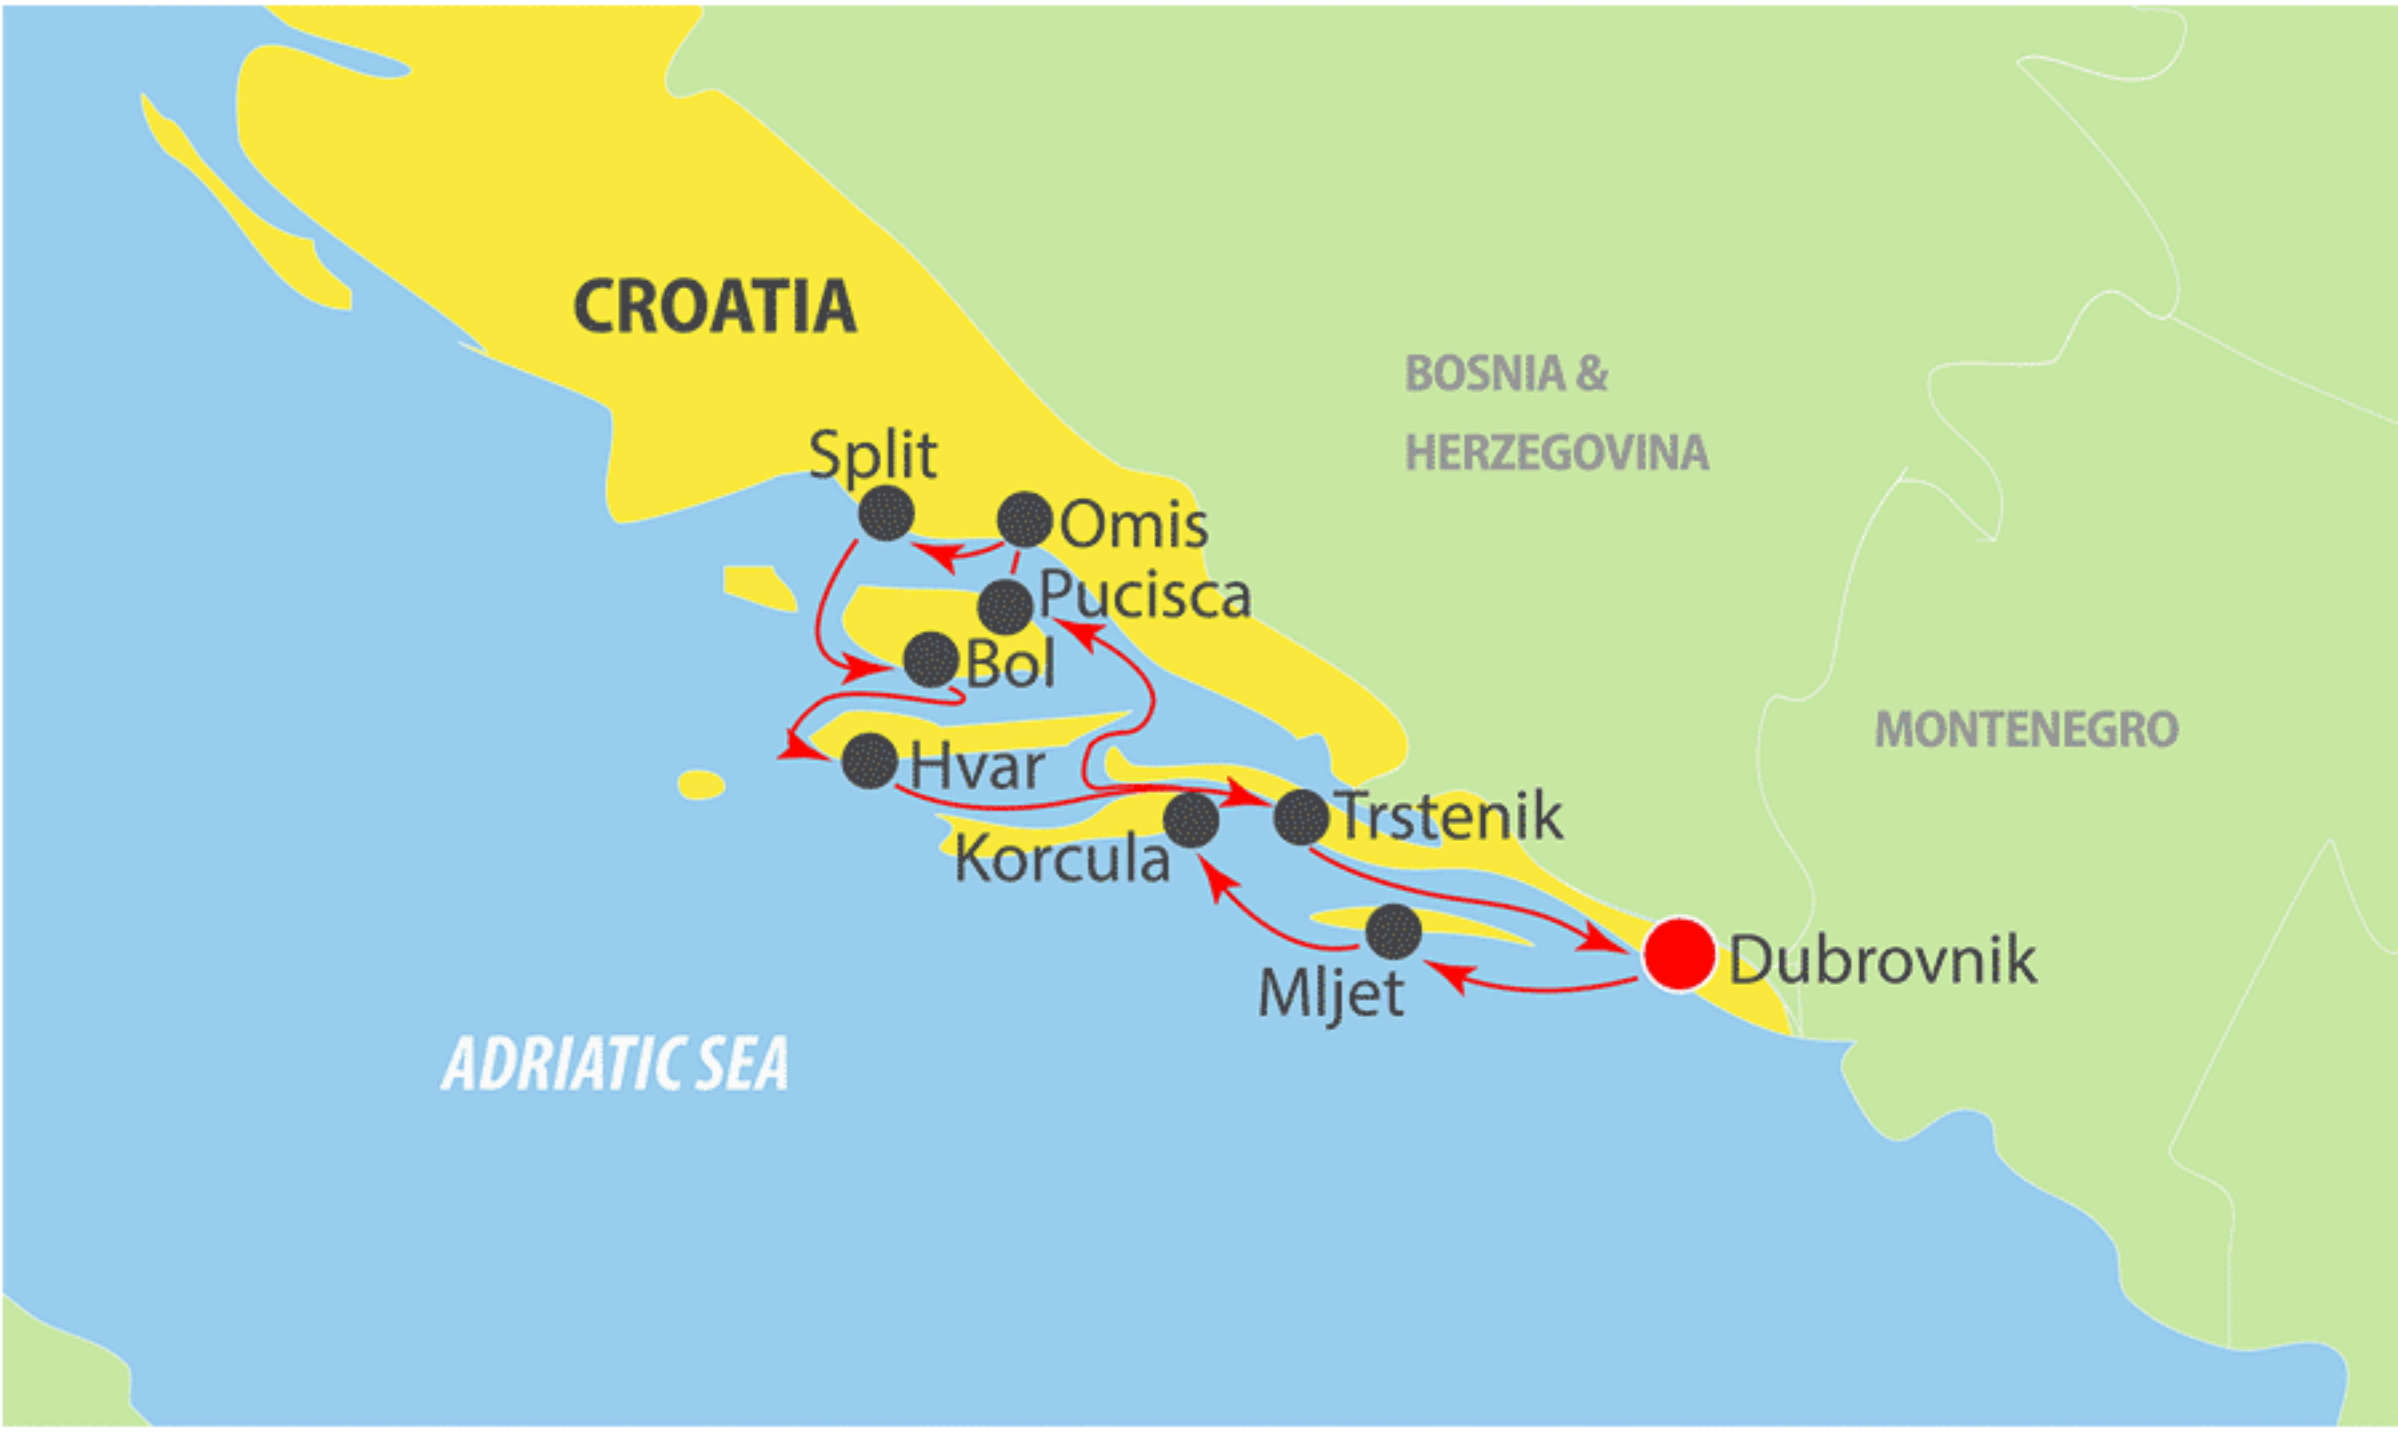 CROATIA
BOSNIA &
HERZEGOVINA
Split
Omis
Pucisca
Bol
MONTENEGRO
Hvar
Trstenik
Korcula
Dubrovnik
Mljet
ADRIATIC SEA